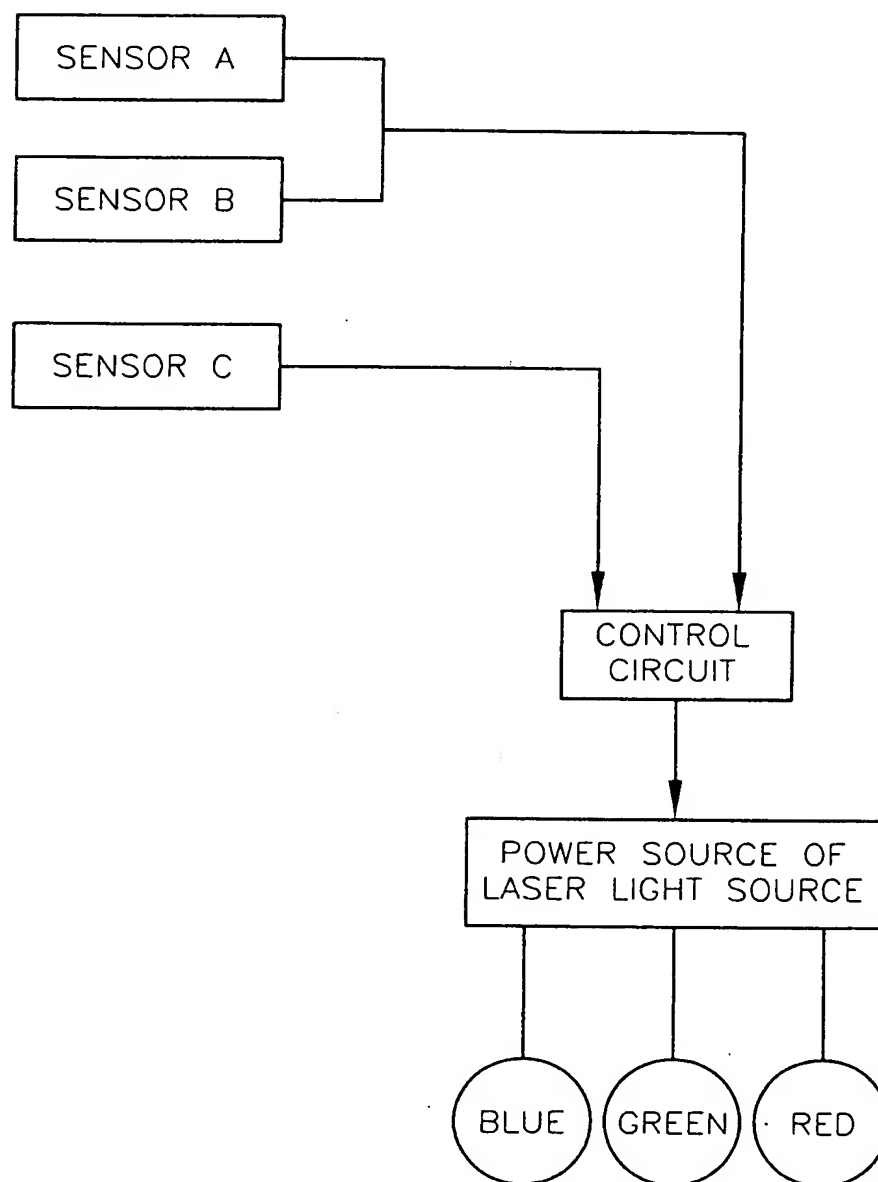 SENSOR A
SENSOR B
SENSOR C
CONTROL
CIRCUIT
POWER SOURCE OF
LASER LIGHT SOURCE
BLUE
GREEN
RED